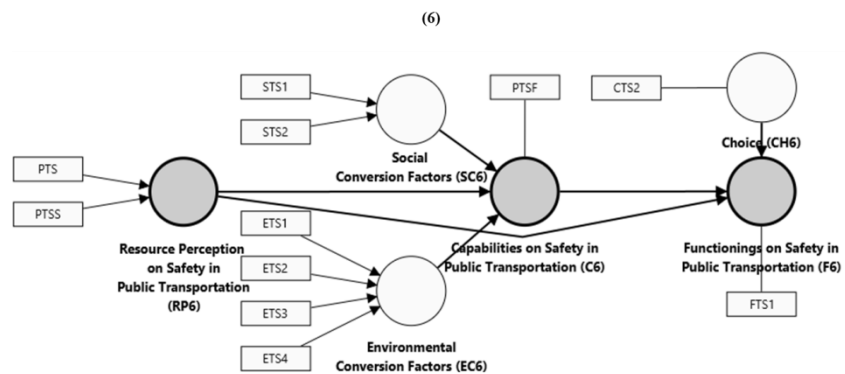 (6)
STS1
STS2
PTSF
CTS2
Choice (CH6)
Social
Conversion Factors (SC6)
PTS
PTSS
Resource Perception
on Safety in
Public Transportation
(RP6)
ETS1
ETS2
ETS3
ETS4
Capabilities on Safety in
Public Transportation (C6)
Functionings on Safety in
Public Transportation (F6)
FTS1
Environmental
Conversion Factors (EC6)